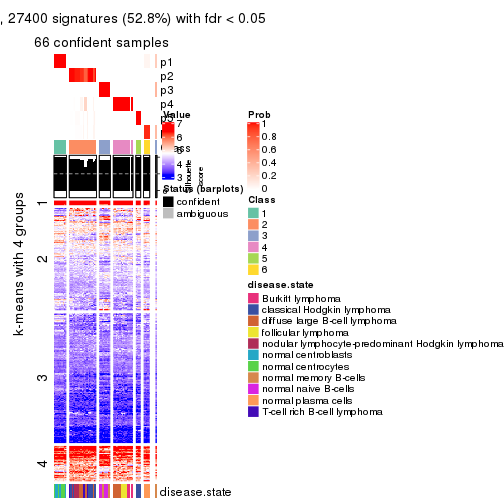 , 27400 signatures (52.8%) with fdr < 0.05
66 confident samples
p1
p2
p3
p4
Value
7
6
5
4
3
Silhouette
score
Status (barplots)
confident
ambiguous
Prob
1
0.8
0.6
0.4
0.2
0
Class
1
2
3
4
5
6
disease.state
Burkitt lymphoma
classical Hodgkin lymphoma
diffuse large B-cell lymphoma
follicular lymphoma
nodular lymphocyte-predominant Hodgkin lymphoma
normal centroblasts
normal centrocytes
normal memory B-cells
normal naive B-cells
normal plasma cells
T-cell rich B-cell lymphoma
k-means with 4 groups
1
2
3
4
disease.state